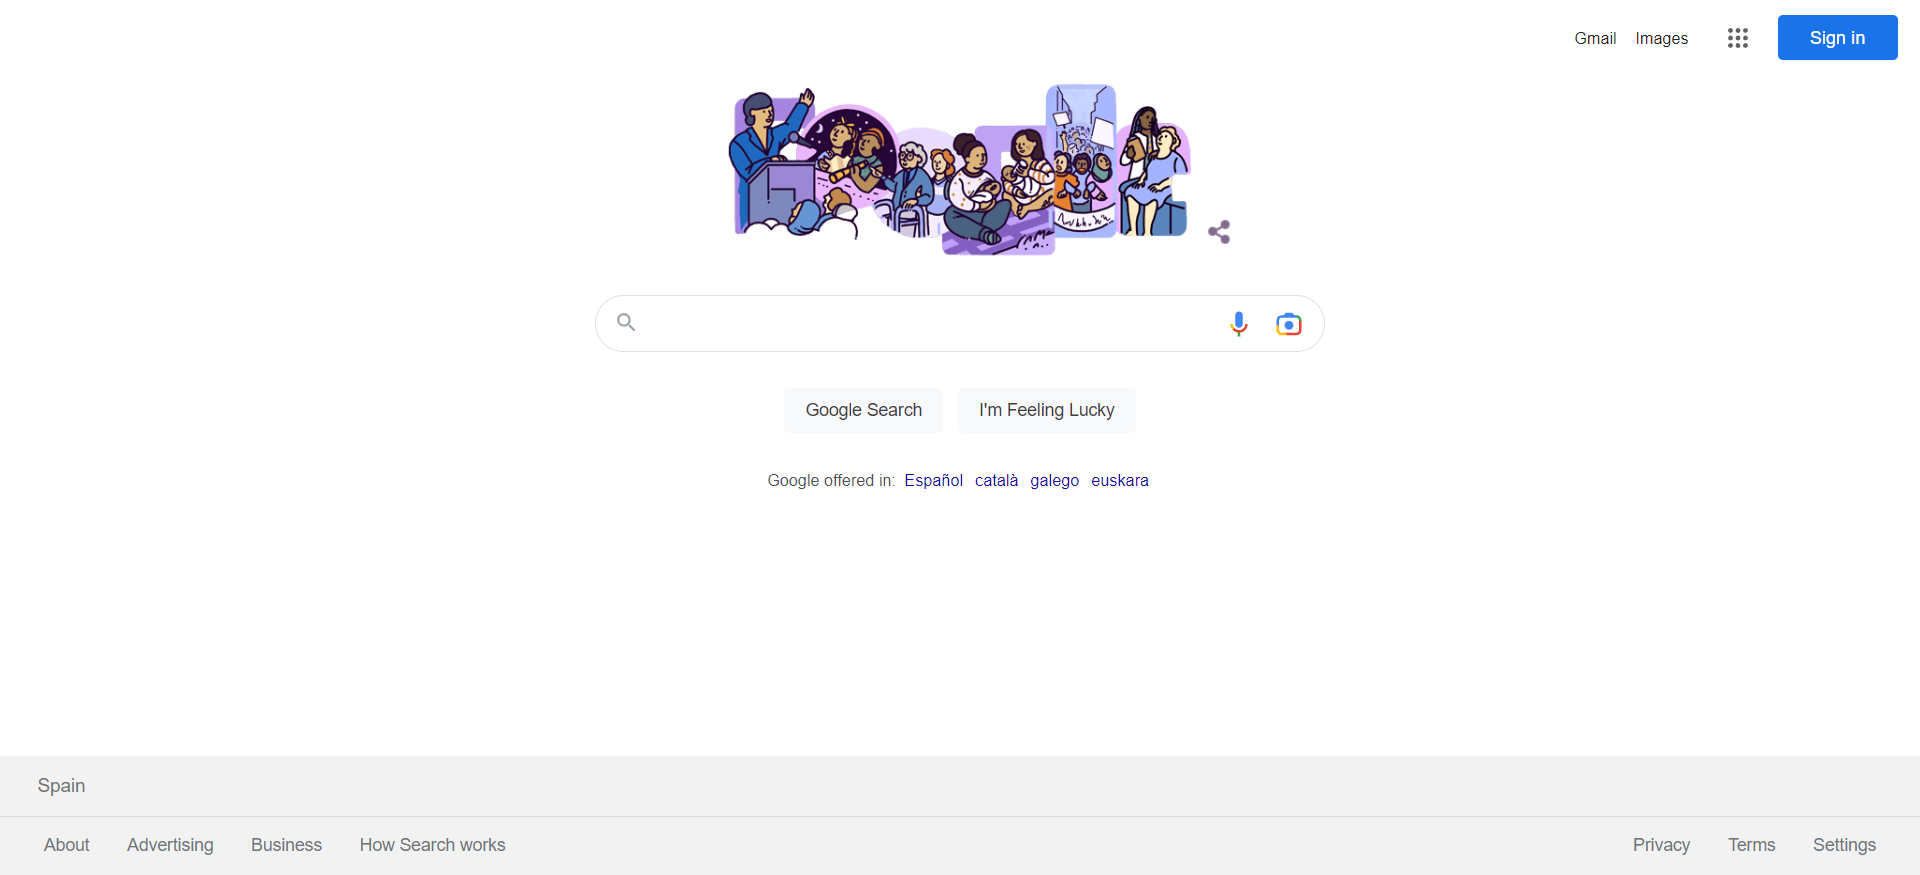 Gmail Images Sign in
Google Search I'm Feeling Lucky
Google offered in: Español català galego euskara
Spain
About Advertising Business How Search works Privacy Terms Settings